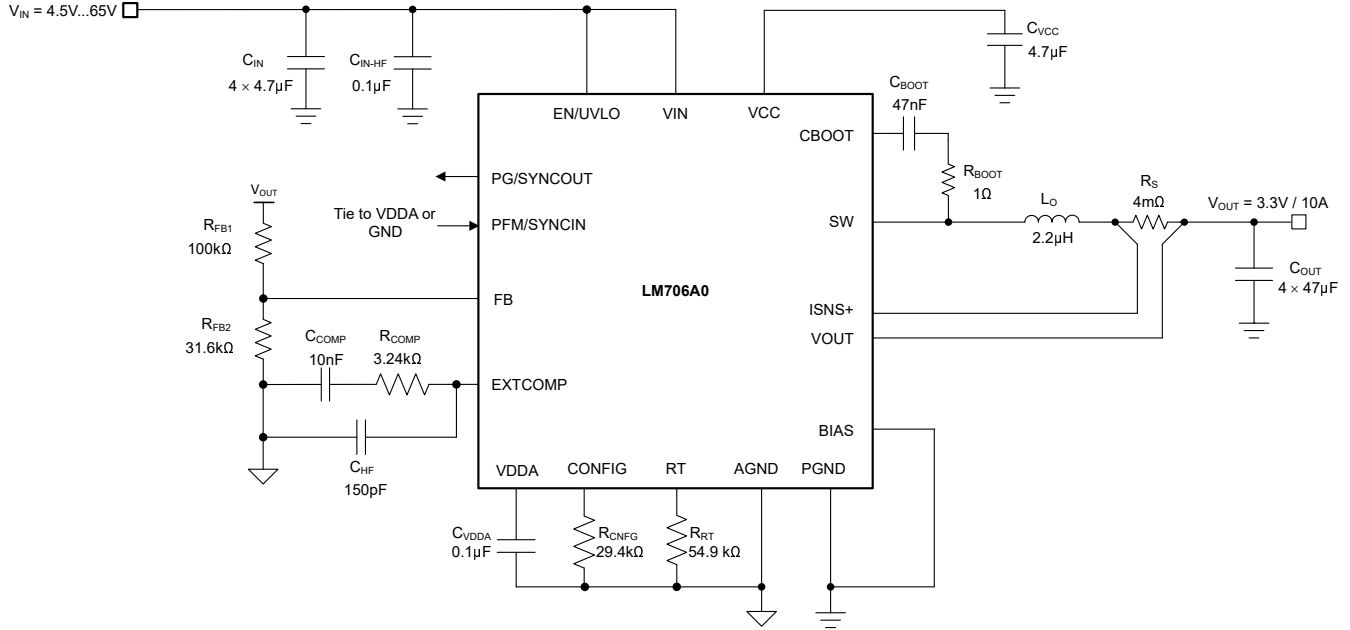 V_IN = 4.5V...65V
C_IN
4 × 4.7µF
C_IN-HF
0.1µF
C_VCC
4.7µF
EN/UVLO
VIN
VCC
C_BOOT
47nF
CBOOT
R_BOOT
1Ω
PG/SYNCOUT
Tie to VDDA or
GND
PFM/SYNCIN
V_OUT
R_FB1
100kΩ
SW
L_O
2.2µH
R_S
4mΩ
V_OUT = 3.3V / 10A
C_OUT
4 × 47µF
FB
LM706A0
ISNS+
VOUT
R_FB2
31.6kΩ
C_COMP
10nF
R_COMP
3.24kΩ
EXTCOMP
BIAS
C_HF
150pF
VDDA
CONFIG
RT
AGND
PGND
C_VDDA
0.1µF
R_CNFG
29.4kΩ
R_RT
54.9 kΩ